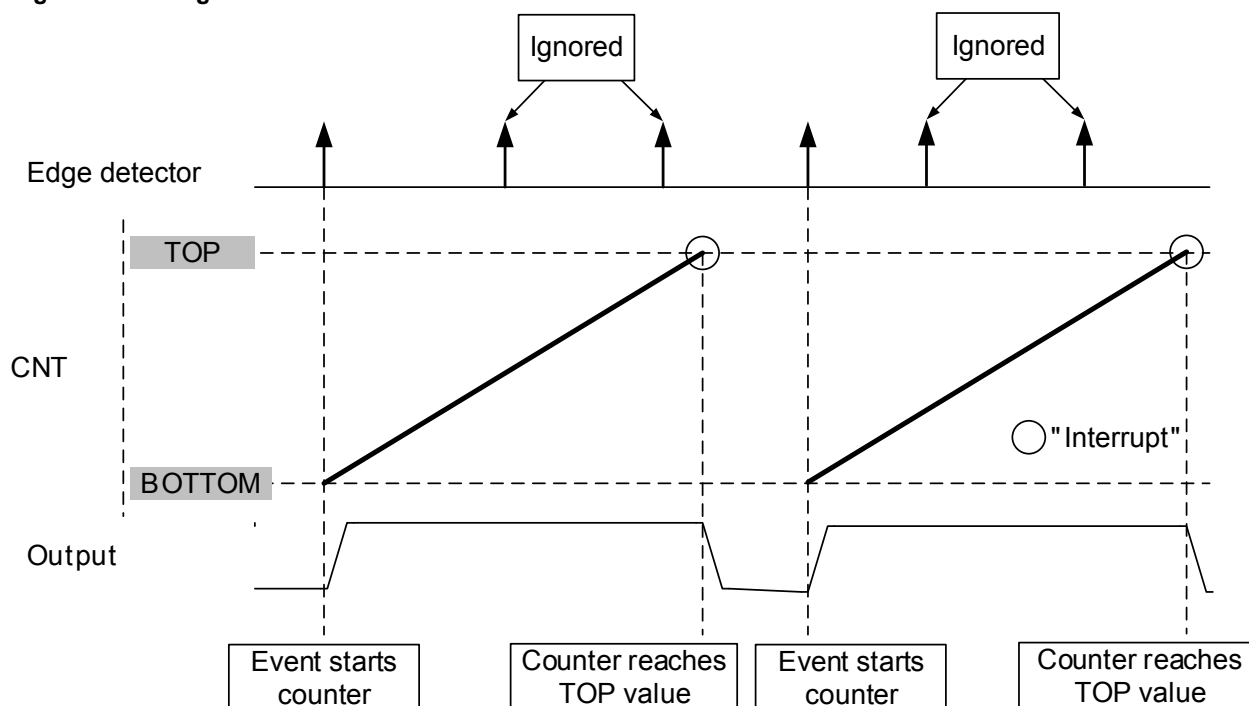 Ignored
Ignored
Edge detector
TOP
CNT
"Interrupt"
BOTTOM
Output
Event starts
counter
Counter reaches
TOP value
Event starts
counter
Counter reaches
TOP value